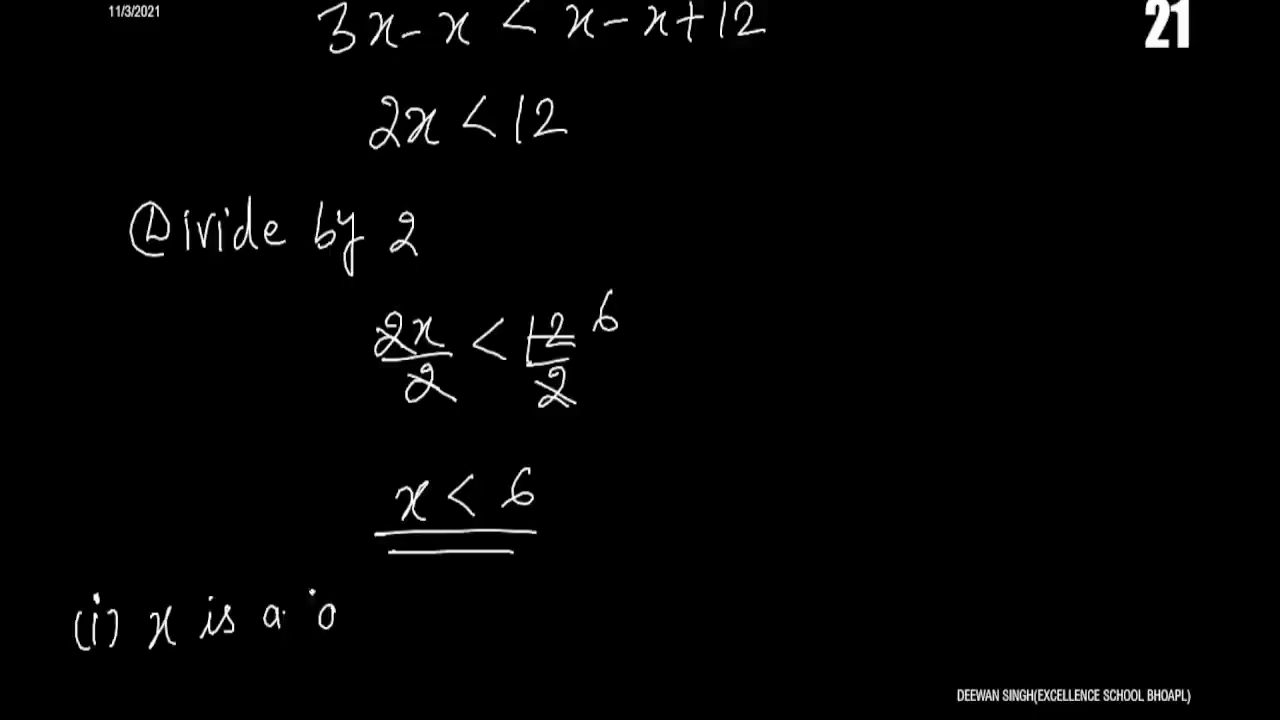 11/3/2021
21
3x - x < x - x + 12
2x < 12
Divide by 2
2x/2 < 12/2 6
x < 6
(i) x is a
DEEWAN SINGH(EXCELLENCE SCHOOL BHOAPL)